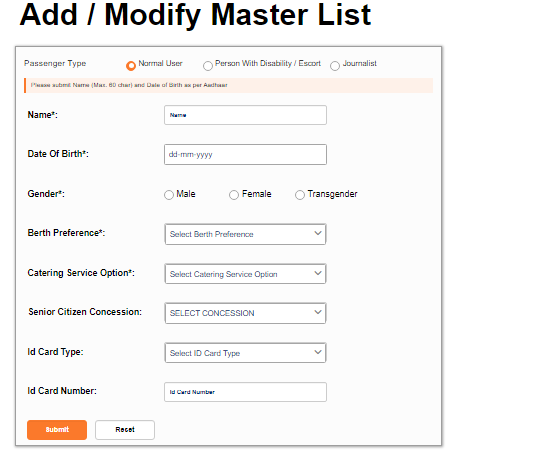 Add / Modify Master List
Passenger Type Normal User Person With Disability / Escort Journalist
Please submit Name (Max. 60 char) and Date of Birth as per Aadhaar
Name*: Name
Date Of Birth*: dd-mm-yyyy
Gender*: Male Female Transgender
Berth Preference*: Select Berth Preference
Catering Service Option*: Select Catering Service Option
Senior Citizen Concession: SELECT CONCESSION
Id Card Type: Select ID Card Type
Id Card Number: Id Card Number
Submit Reset